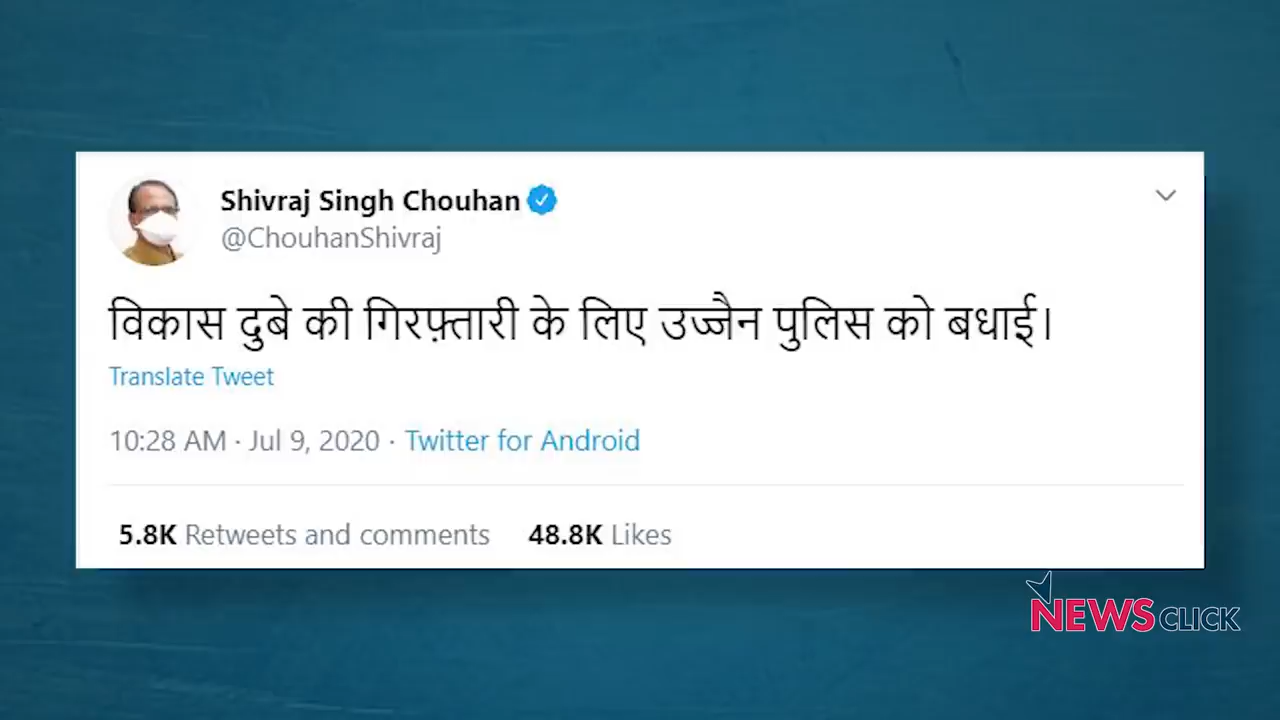 Shivraj Singh Chouhan
@ChouhanShivraj
विकास दुबे की गिरफ़्तारी के लिए उज्जैन पुलिस को बधाई।
Translate Tweet
10:28 AM · Jul 9, 2020 · Twitter for Android
5.8K Retweets and comments 48.8K Likes
NEWSCLICK